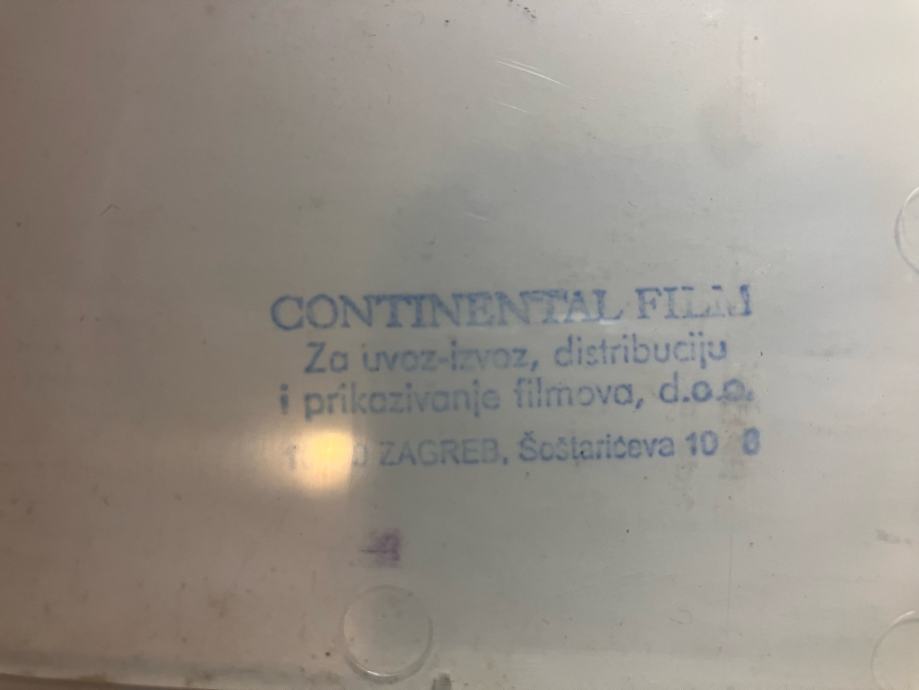 CONTINENTAL FILM
Za uvoz-izvoz, distribuciju
i prikazivanje filmova, d.o.o.
ZAGREB, Šoštarićeva 10